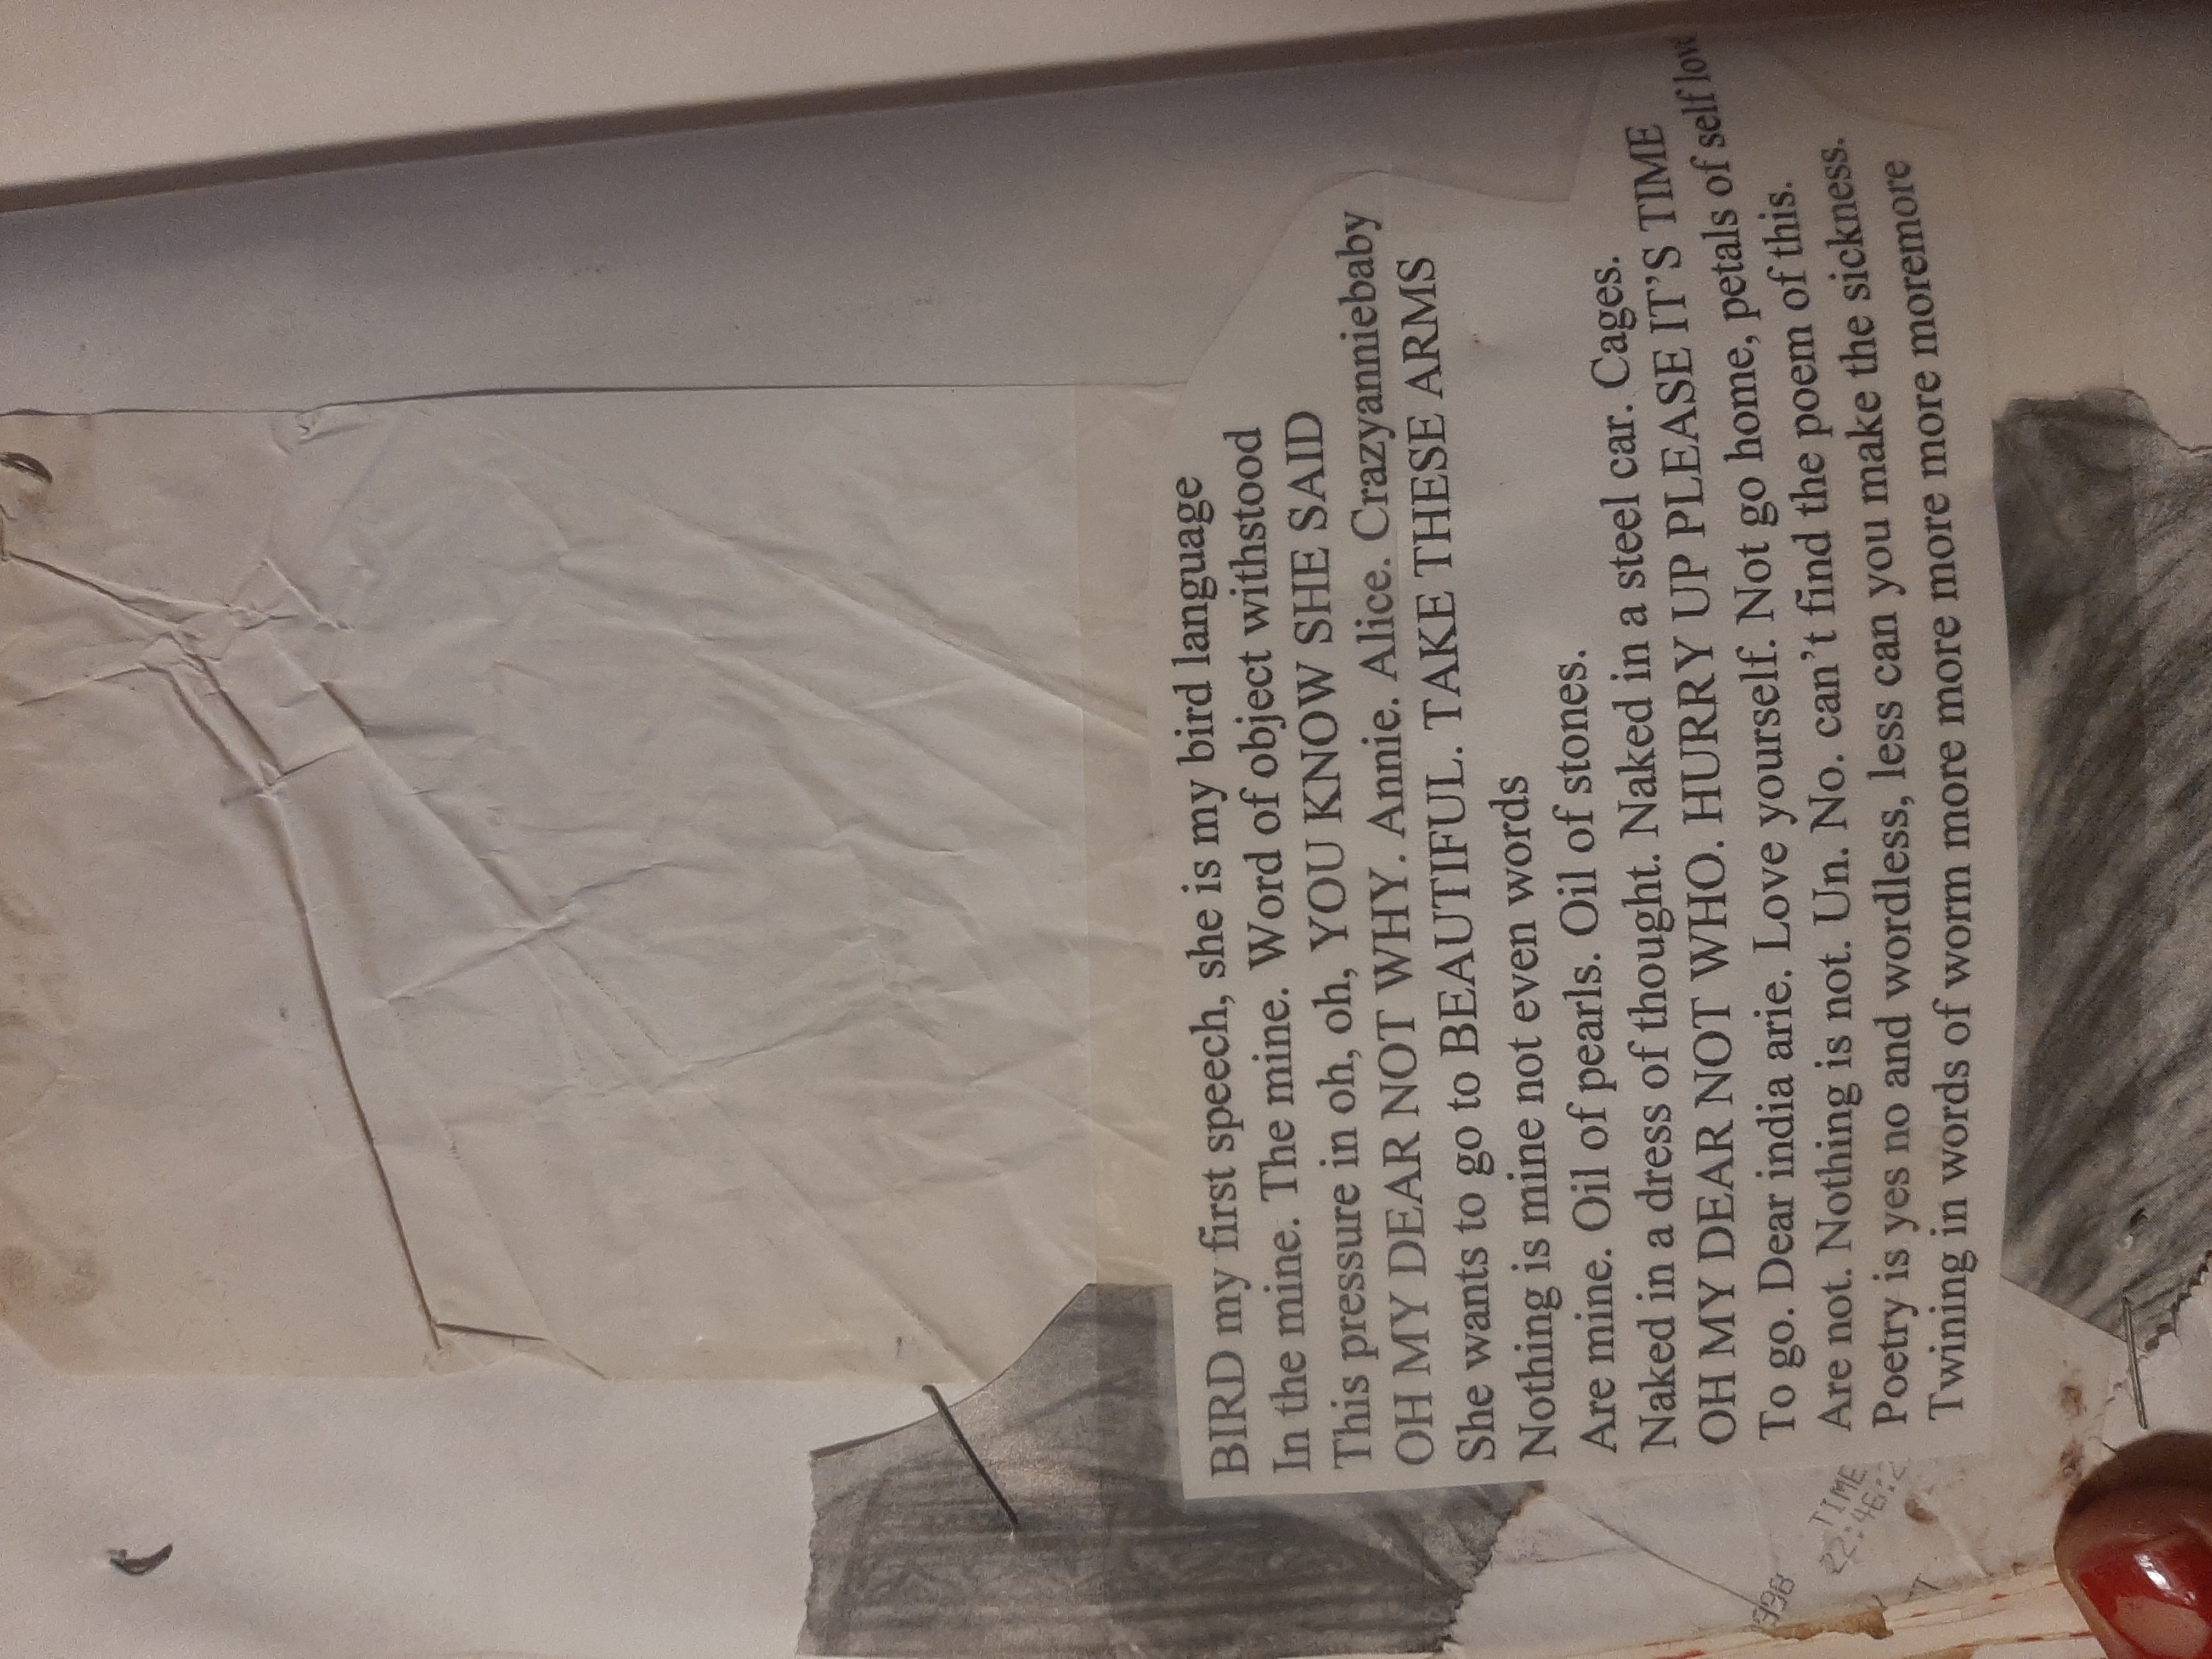 BIRD my first speech, she is my bird language
In the mine. The mine. Word of object withstood
This pressure in oh, oh, YOU KNOW SHE SAID
OH MY DEAR NOT WHY. Annie. Alice. Crazyanniebaby
She wants to go to BEAUTIFUL. TAKE THESE ARMS
Nothing is mine not even words
Are mine. Oil of pearls. Oil of stones.
Naked in a dress of thought. Naked in a steel car. Cages.
OH MY DEAR NOT WHO. HURRY UP PLEASE IT'S TIME
To go. Dear india arie. Love yourself. Not go home, petals of self love
Are not. Nothing is not. Un. No. can't find the poem of this.
Poetry is yes no and wordless, less can you make the sickness.
Twining in words of worm more more more more moremore
998
TIME
22:46:2